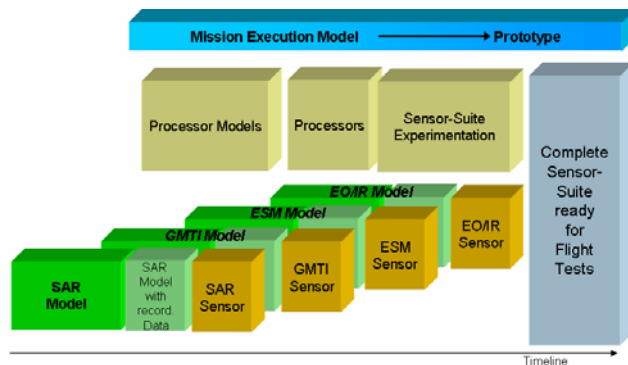 Mission Execution Model
Prototype
Processor Models
Processors
Sensor-Suite
Experimentation
Complete
Sensor-
Suite
ready
for
Flight
Tests
EO/IR Model
ESM Model
GMTI Model
SAR
Model
SAR
Model
with
record.
Data
SAR
Sensor
GMTI
Sensor
ESM
Sensor
EO/IR
Sensor
Timeline